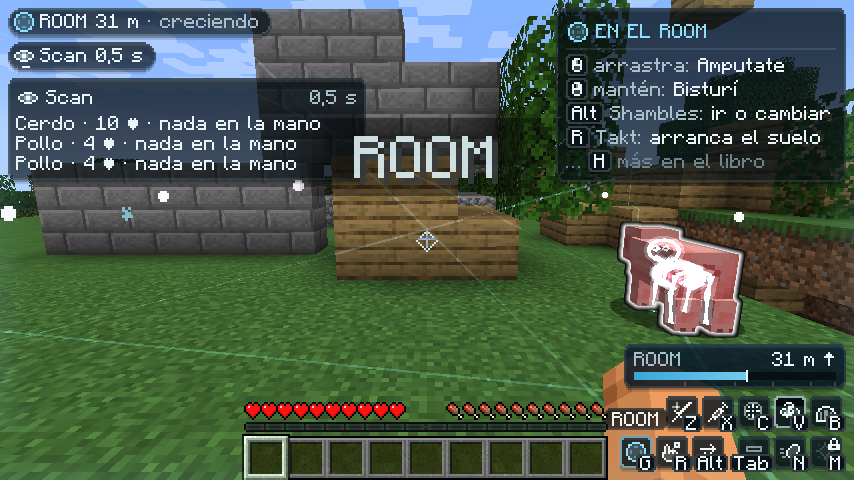 ROOM 31 m · creciendo
Scan 0,5 s
Scan 0,5 s
Cerdo · 10 ♥ · nada en la mano
Pollo · 4 ♥ · nada en la mano
Pollo · 4 ♥ · nada en la mano
EN EL ROOM
arrastra: Amputate
mantén: Bisturí
Alt Shambles: ir o cambiar
R Takt: arranca el suelo
... H más en el libro
ROOM
ROOM 31 m ↑
ROOM Z X C V B
G R Alt Tab N M